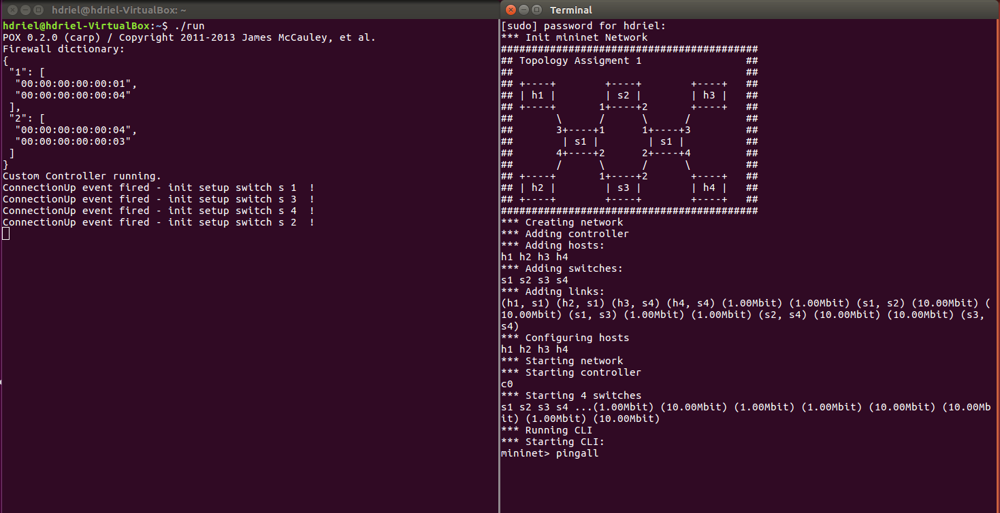 hdriel@hdriel-VirtualBox: ~
hdriel@hdriel-VirtualBox:~$ ./run
POX 0.2.0 (carp) / Copyright 2011-2013 James McCauley, et al.
Firewall dictionary:
{
 "1": [
  "00:00:00:00:00:01",
  "00:00:00:00:00:04"
 ],
 "2": [
  "00:00:00:00:00:04",
  "00:00:00:00:00:03"
 ]
}
Custom Controller running.
ConnectionUp event fired - init setup switch s 1  !
ConnectionUp event fired - init setup switch s 3  !
ConnectionUp event fired - init setup switch s 4  !
ConnectionUp event fired - init setup switch s 2  !
Terminal
[sudo] password for hdriel:
*** Init mininet Network
##########################################
## Topology Assigment 1                 ##
##                                      ##
## +----+        +----+        +----+   ##
## | h1 |        | s2 |        | h3 |   ##
## +----+       1+----+2       +----+   ##
##       \      /      \      /         ##
##       3+----+1      1+----+3         ##
##        | s1 |        | s1 |          ##
##       4+----+2      2+----+4         ##
##       /      \      /      \         ##
## +----+       1+----+2       +----+   ##
## | h2 |        | s3 |        | h4 |   ##
## +----+        +----+        +----+   ##
##########################################
*** Creating network
*** Adding controller
*** Adding hosts:
h1 h2 h3 h4
*** Adding switches:
s1 s2 s3 s4
*** Adding links:
(h1, s1) (h2, s1) (h3, s4) (h4, s4) (1.00Mbit) (1.00Mbit) (s1, s2) (10.00Mbit) (
10.00Mbit) (s1, s3) (1.00Mbit) (1.00Mbit) (s2, s4) (10.00Mbit) (10.00Mbit) (s3,
s4)
*** Configuring hosts
h1 h2 h3 h4
*** Starting network
*** Starting controller
c0
*** Starting 4 switches
s1 s2 s3 s4 ...(1.00Mbit) (10.00Mbit) (1.00Mbit) (1.00Mbit) (10.00Mbit) (10.00Mb
it) (1.00Mbit) (10.00Mbit)
*** Running CLI
*** Starting CLI:
mininet> pingall